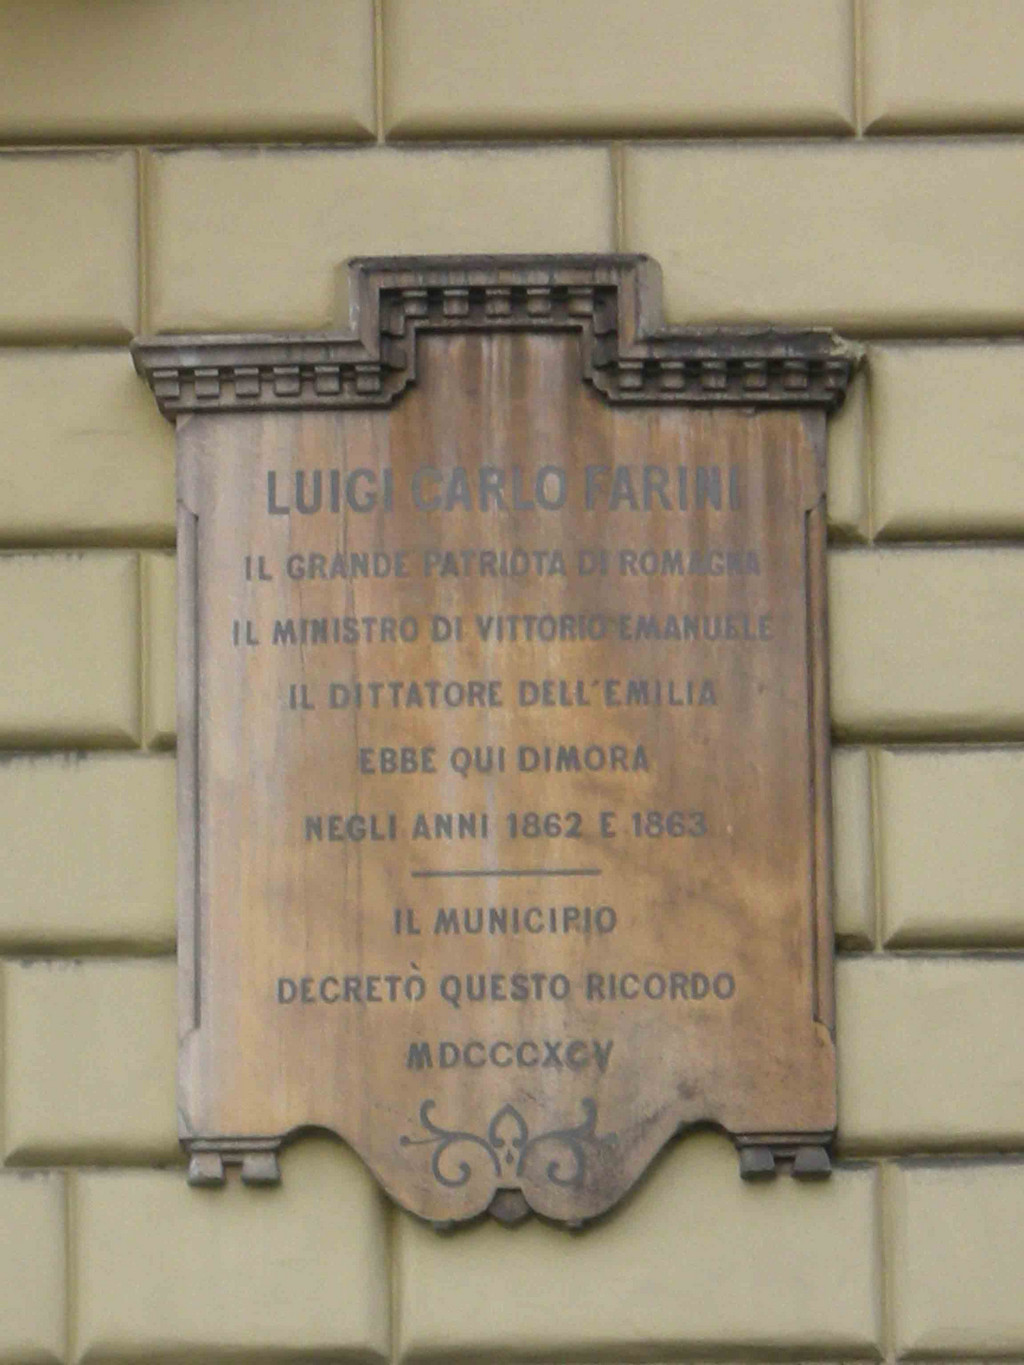 LUIGI CARLO FARINI
IL GRANDE PATRIOTA DI ROMAGNA
IL MINISTRO DI VITTORIO EMANUELE
IL DITTATORE DELL'EMILIA
EBBE QUI DIMORA
NEGLI ANNI 1862 E 1863
IL MUNICIPIO
DECRETÒ QUESTO RICORDO
MDCCCXCV